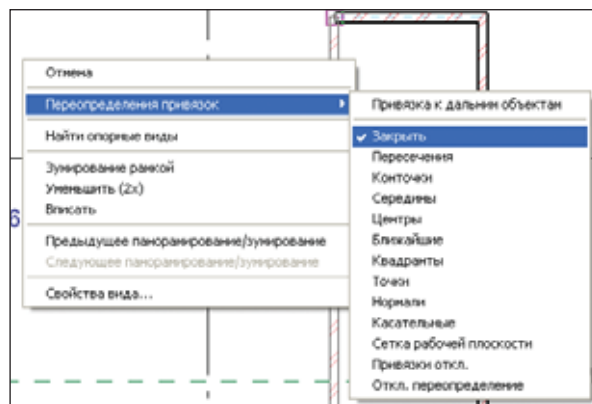 Отмена
Переопределения привязок
Найти опорные виды
Зумирование рамкой
Уменьшить (2x)
Вписать
Предыдущее панорамирование/зумирование
Следующее панорамирование/зумирование
Свойства вида...
Привязка к дальним объектам
Закрыть
Пересечения
Конточки
Середины
Центры
Ближайшие
Квадранты
Точки
Нормали
Касательные
Сетка рабочей плоскости
Привязки откл.
Откл. переопределение
6